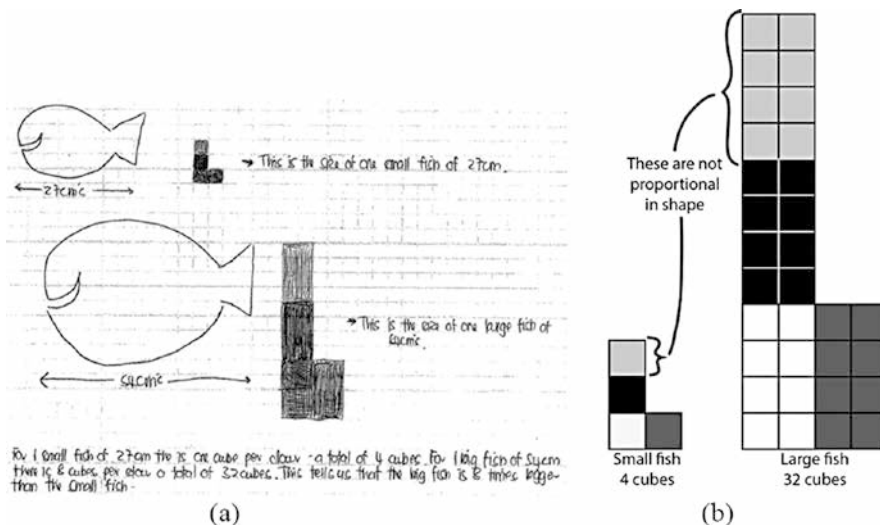 27cm's
→ This is the size of one small fish of 27cm.
54cm's
→ This is the size of one large fish of
54cm's.
For 1 small fish of 27cm the is one cube per colour - a total of 4 cubes. For 1 big fish of 54cm
there is 8 cubes per colour a total of 32 cubes. This tells us that the big fish is 8 times bigger
than the small fish.
(a)
These are not
proportional
in shape
Small fish
4 cubes
Large fish
32 cubes
(b)